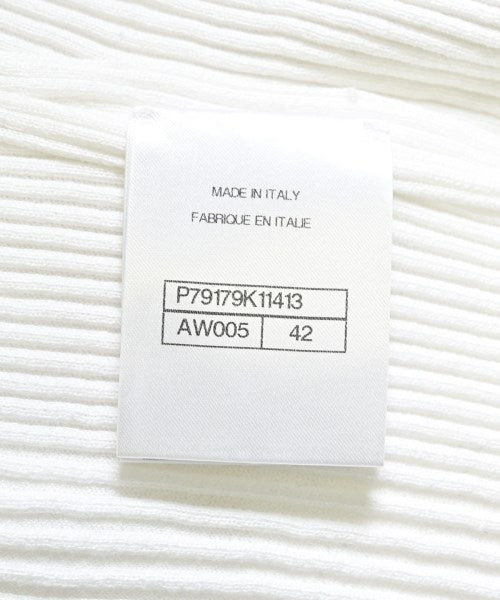 MADE IN ITALY
FABRIQUE EN ITALIE
P79179K11413
AW005 42